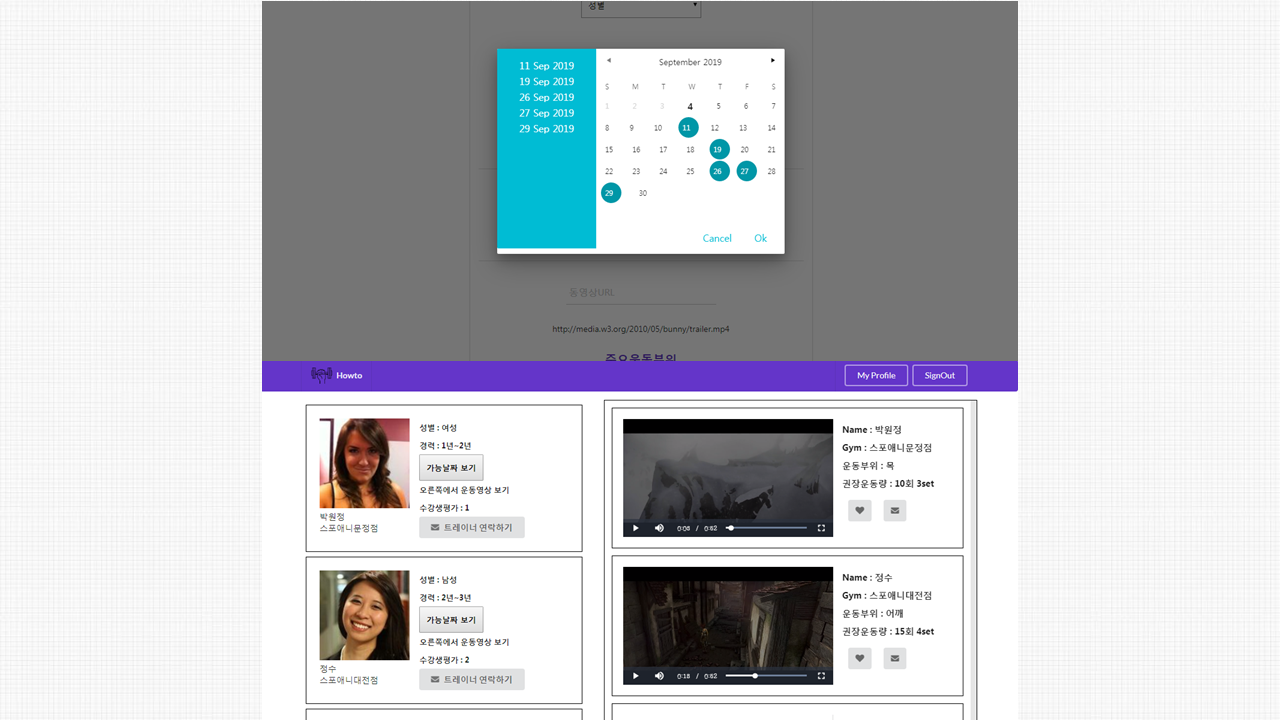 성별
11 Sep 2019
19 Sep 2019
26 Sep 2019
27 Sep 2019
29 Sep 2019
September 2019
S M T W T F S
1 2 3 4 5 6 7
8 9 10 11 12 13 14
15 16 17 18 19 20 21
22 23 24 25 26 27 28
29 30
Cancel Ok
동영상URL
http://media.w3.org/2010/05/bunny/trailer.mp4
주요운동부위
Howto
My Profile
SignOut
성별 : 여성
경력 : 1년~2년
가능날짜 보기
오른쪽에서 운동영상 보기
수강생평가 : 1
트레이너 연락하기
박원정
스포애니문정점
성별 : 남성
경력 : 2년~3년
가능날짜 보기
오른쪽에서 운동영상 보기
수강생평가 : 2
트레이너 연락하기
정수
스포애니대전점
0:05 / 0:52
Name : 박원정
Gym : 스포애니문정점
운동부위 : 목
권장운동량 : 10회 3set
0:18 / 0:52
Name : 정수
Gym : 스포애니대전점
운동부위 : 어깨
권장운동량 : 15회 4set